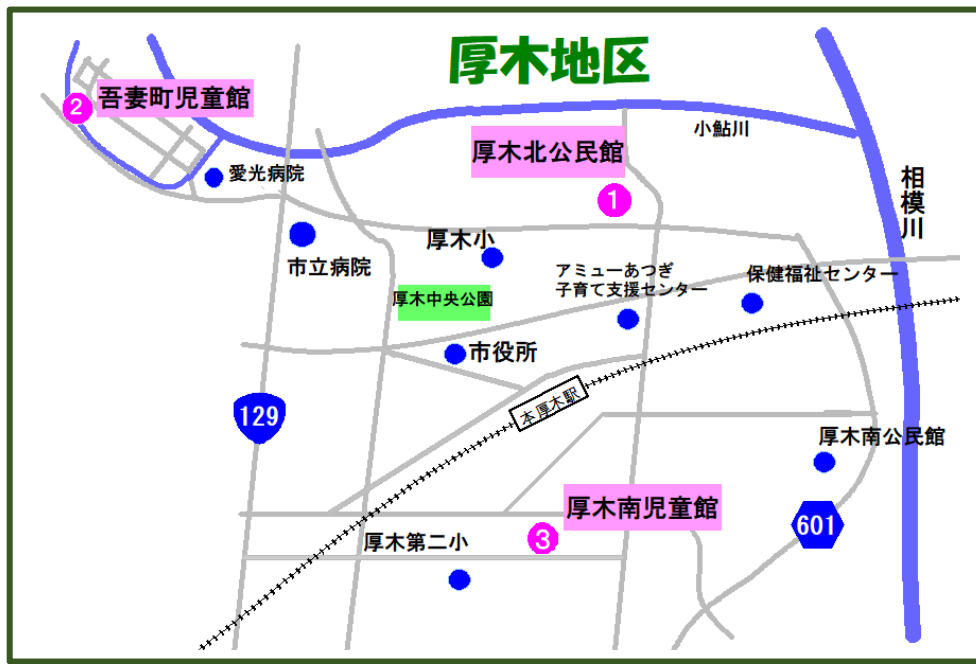 厚木地区
吾妻町児童館
2
小鮎川
厚木北公民館
1
愛光病院
相模川
市立病院
厚木小
アミューあつぎ
子育て支援センター
保健福祉センター
厚木中央公園
市役所
本厚木駅
129
厚木南公民館
厚木南児童館
601
厚木第二小
3